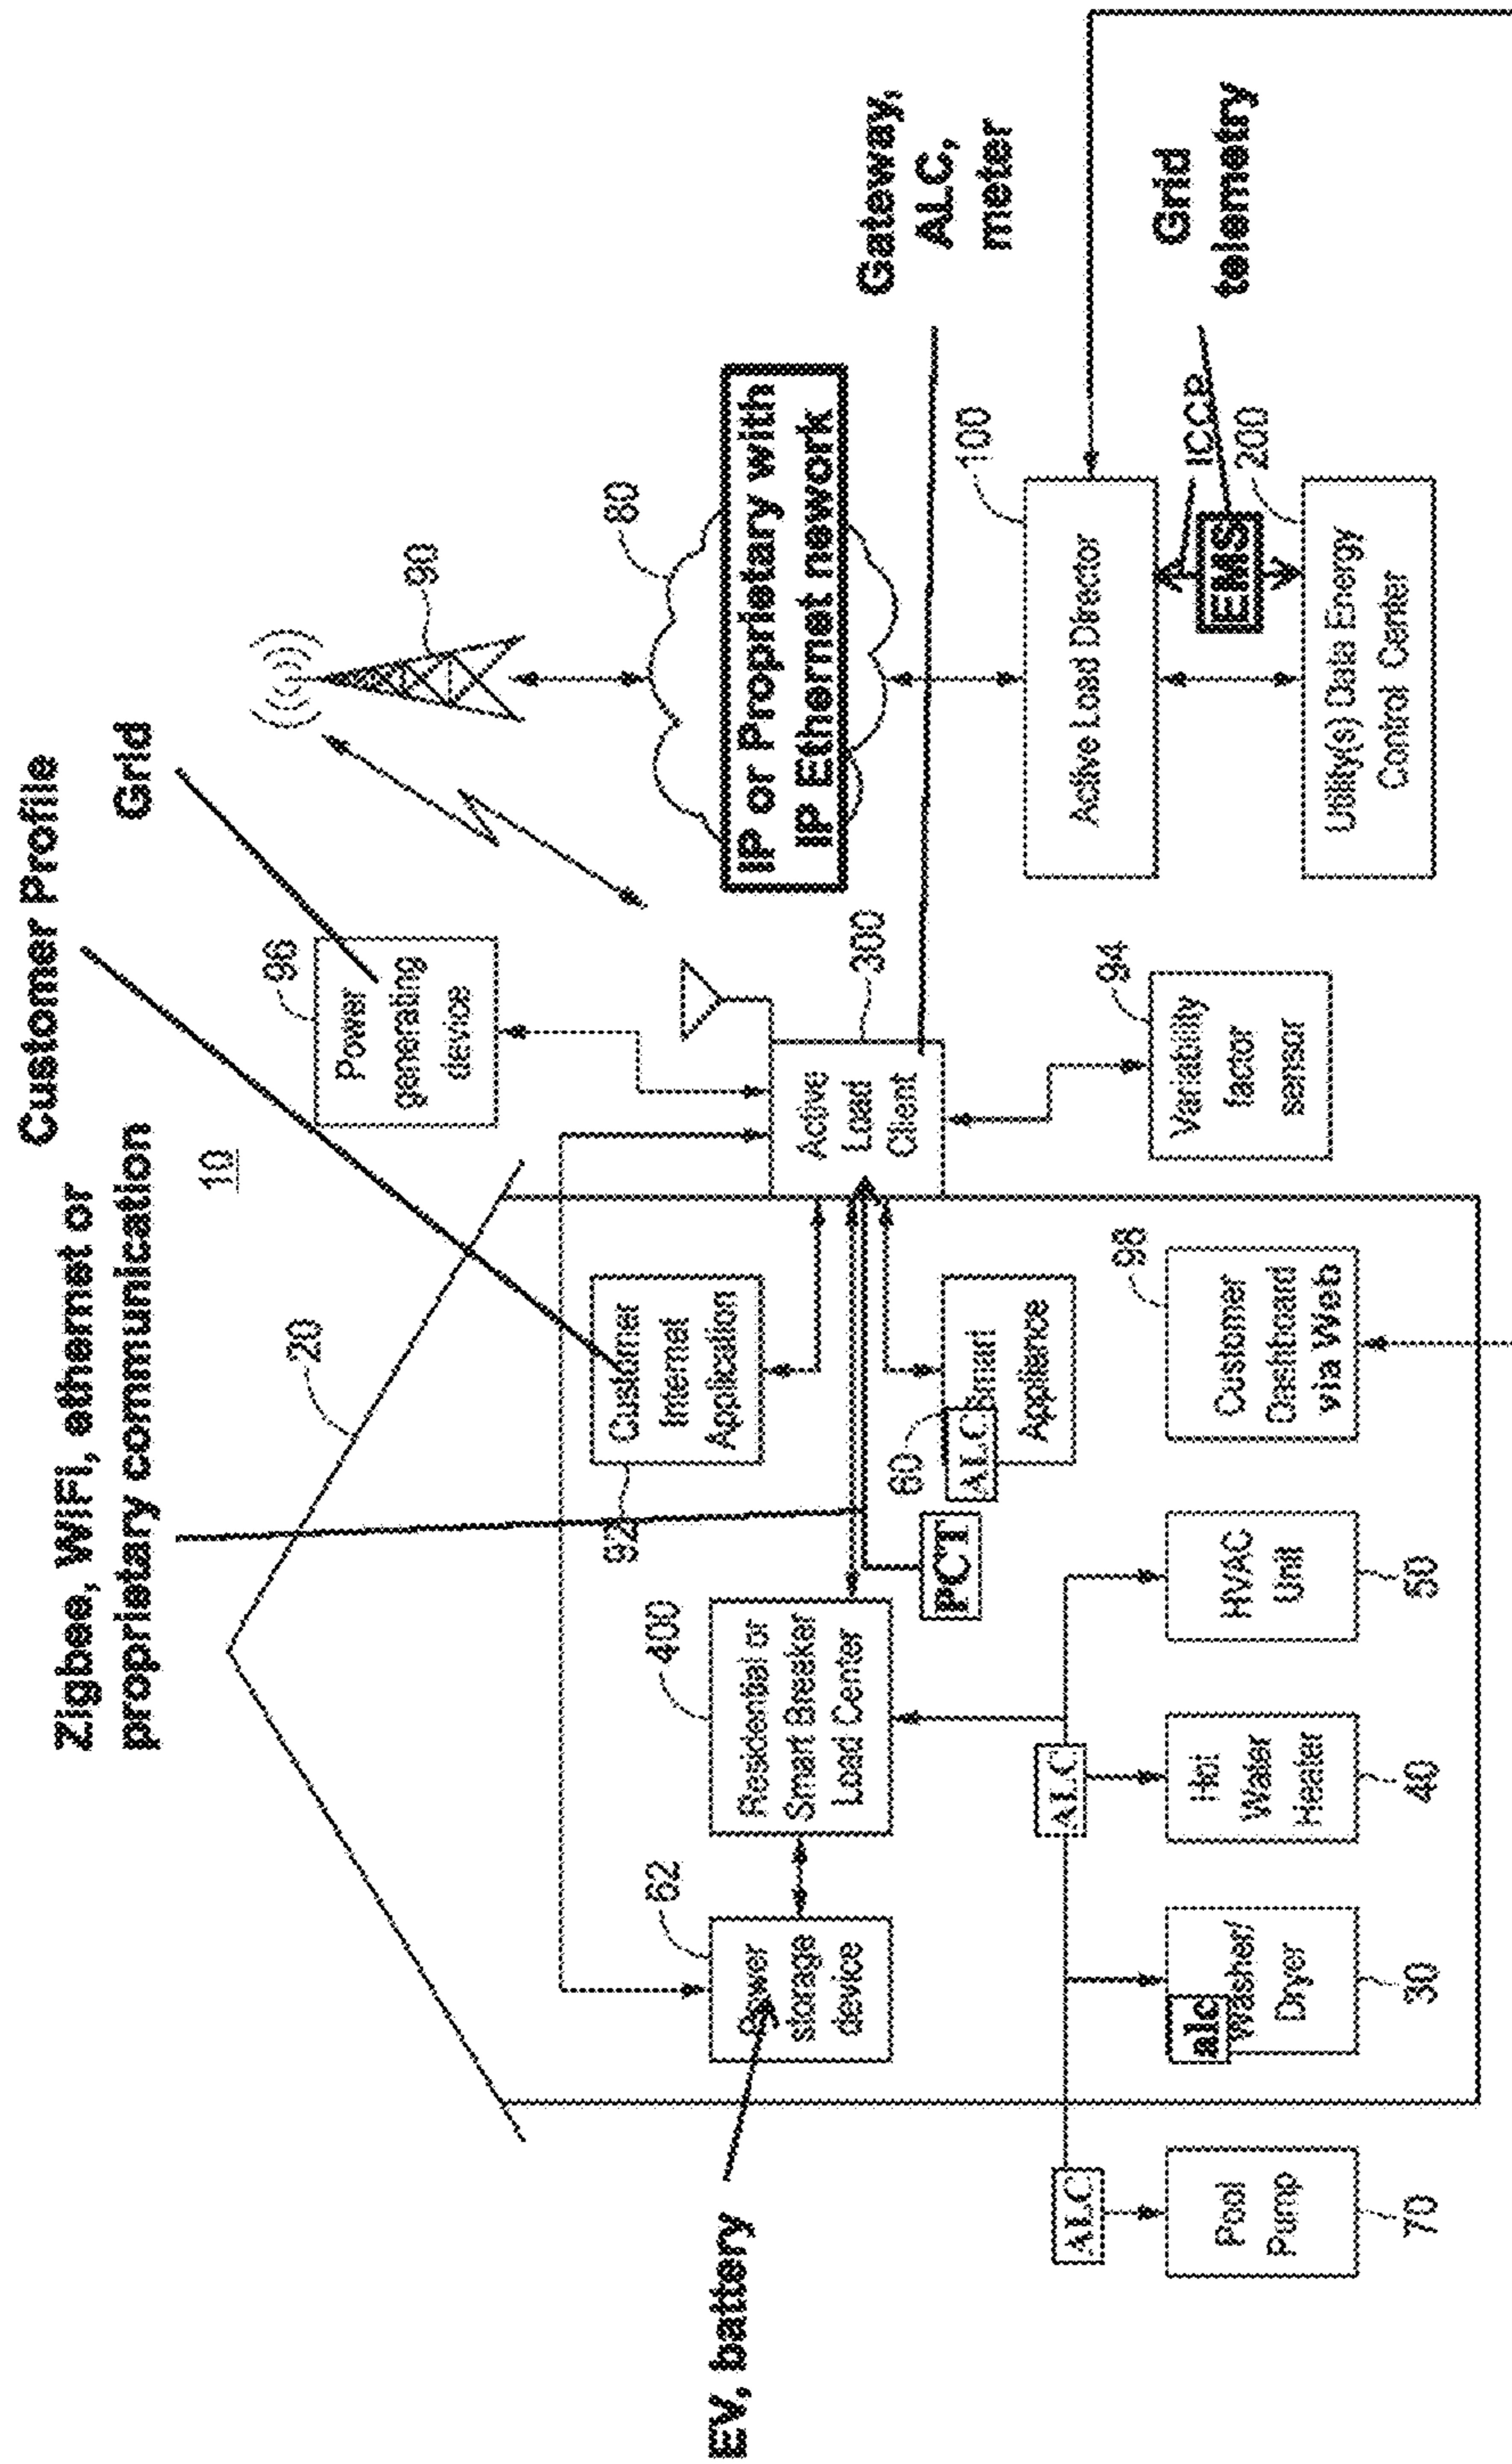 Customer Profile
Zigbee, WiFi, ethernet or
proprietary communication
Grid
10
20
96
Power
generating
device
90
80
IP or Proprietary with
IP Ethernet nework
Gateway,
ALC,
meter
EV, battery
62
Power
storage
device
400
Residential or
Smart Breaker
Load Center
92
Customer
Internal
Application
Active
Load
Client
300
PCT
60
ALC
Smart
Appliance
100
Active Load Director
ICCP
EMS
Grid
telemetry
200
Utility(s) Data Energy
Control Center
94
Variability
factor
sensor
ALC
Pool
Pump
70
alc
Washer/
Dryer
30
ALC
Hot
Water
Heater
40
HVAC
Unit
50
98
Customer
Dashboard
via Web